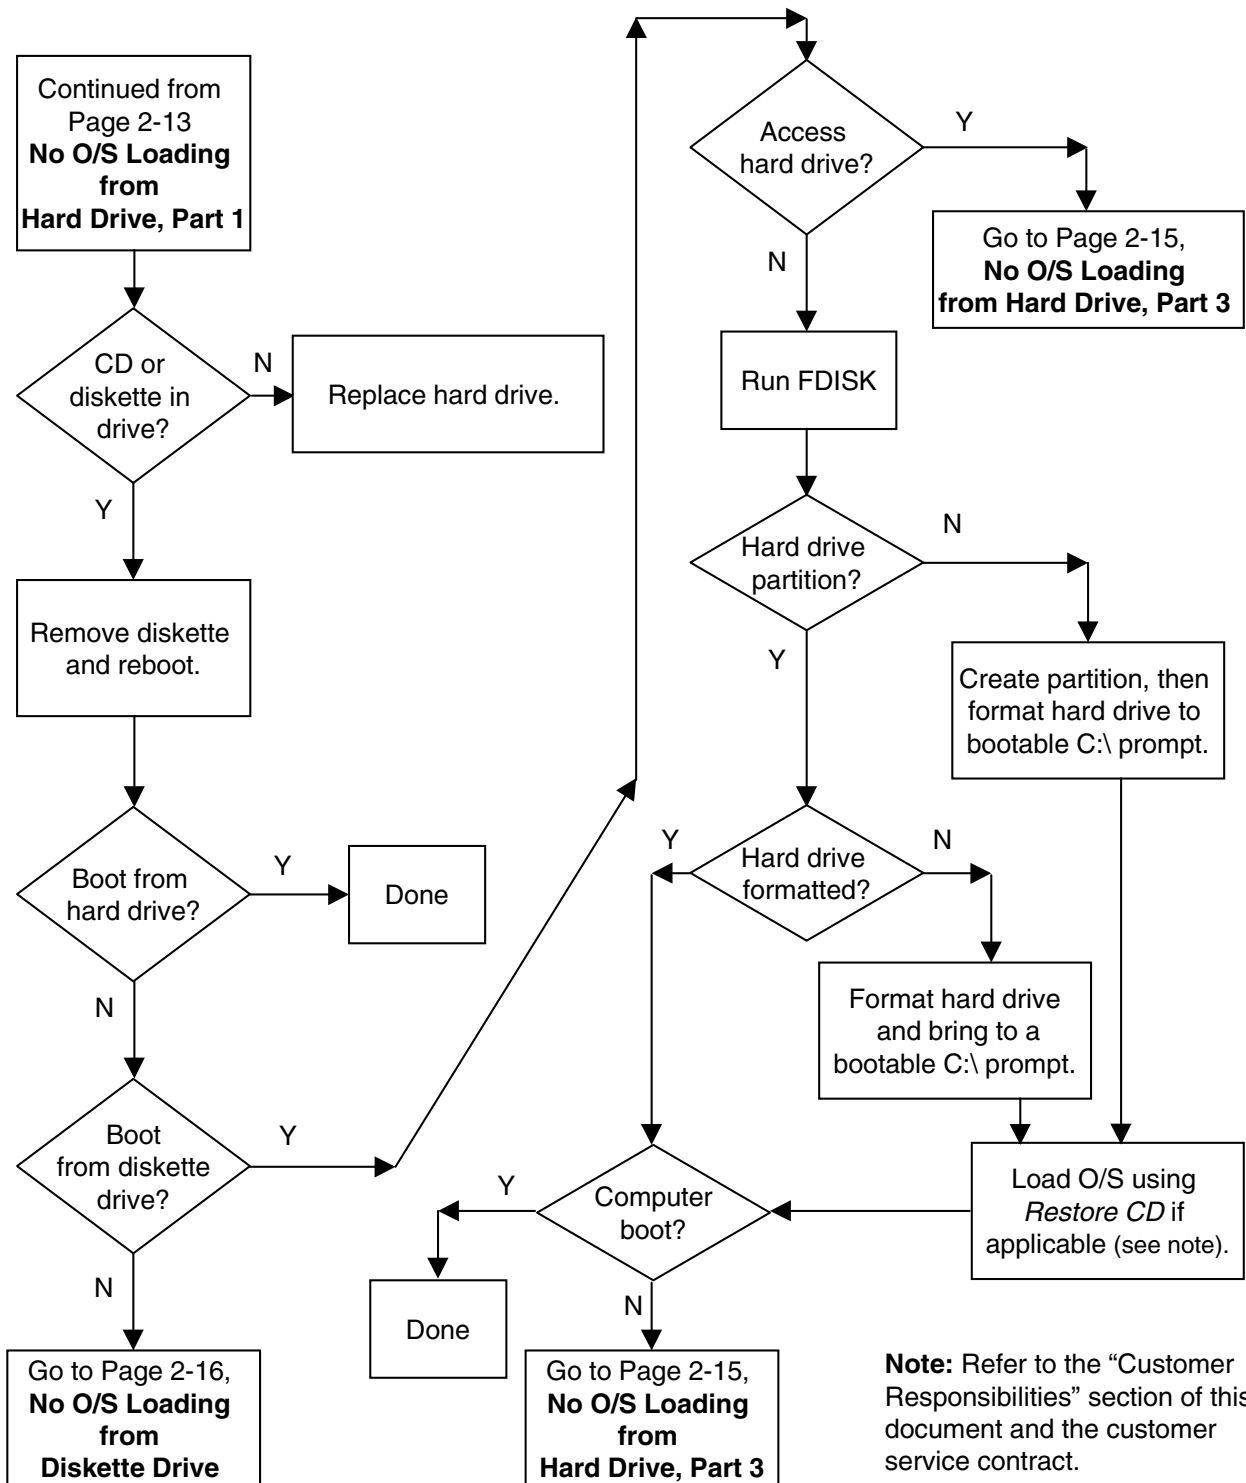 Continued from
Page 2-13
No O/S Loading
from
Hard Drive, Part 1
CD or
diskette in
drive?
N
Replace hard drive.
Y
Remove diskette
and reboot.
Boot from
hard drive?
Y
Done
N
Boot
from diskette
drive?
Y
N
Go to Page 2-16,
No O/S Loading
from
Diskette Drive
Access
hard drive?
Y
Go to Page 2-15,
No O/S Loading
from Hard Drive, Part 3
N
Run FDISK
Hard drive
partition?
N
Create partition, then
format hard drive to
bootable C:\ prompt.
Y
Hard drive
formatted?
Y
N
Format hard drive
and bring to a
bootable C:\ prompt.
Load O/S using
Restore CD if
applicable (see note).
Computer
boot?
Y
Done
N
Go to Page 2-15,
No O/S Loading
from
Hard Drive, Part 3
Note: Refer to the “Customer
Responsibilities” section of this
document and the customer
service contract.